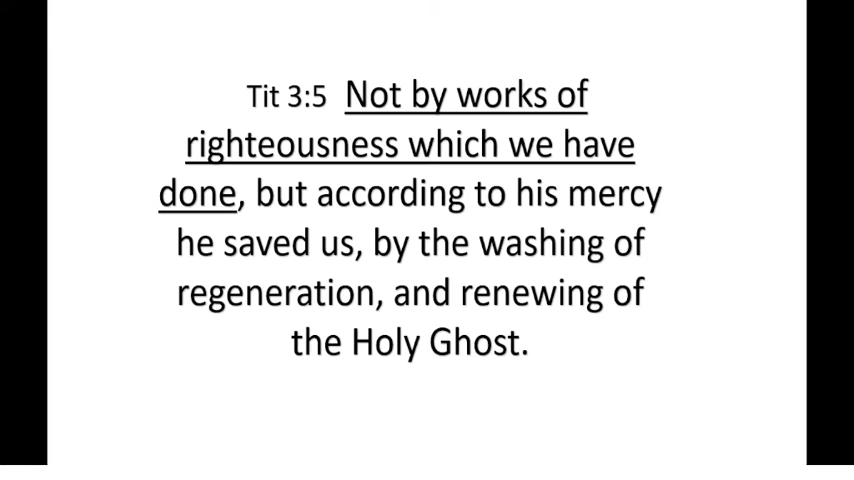 Tit 3:5 Not by works of
righteousness which we have
done, but according to his mercy
he saved us, by the washing of
regeneration, and renewing of
the Holy Ghost.